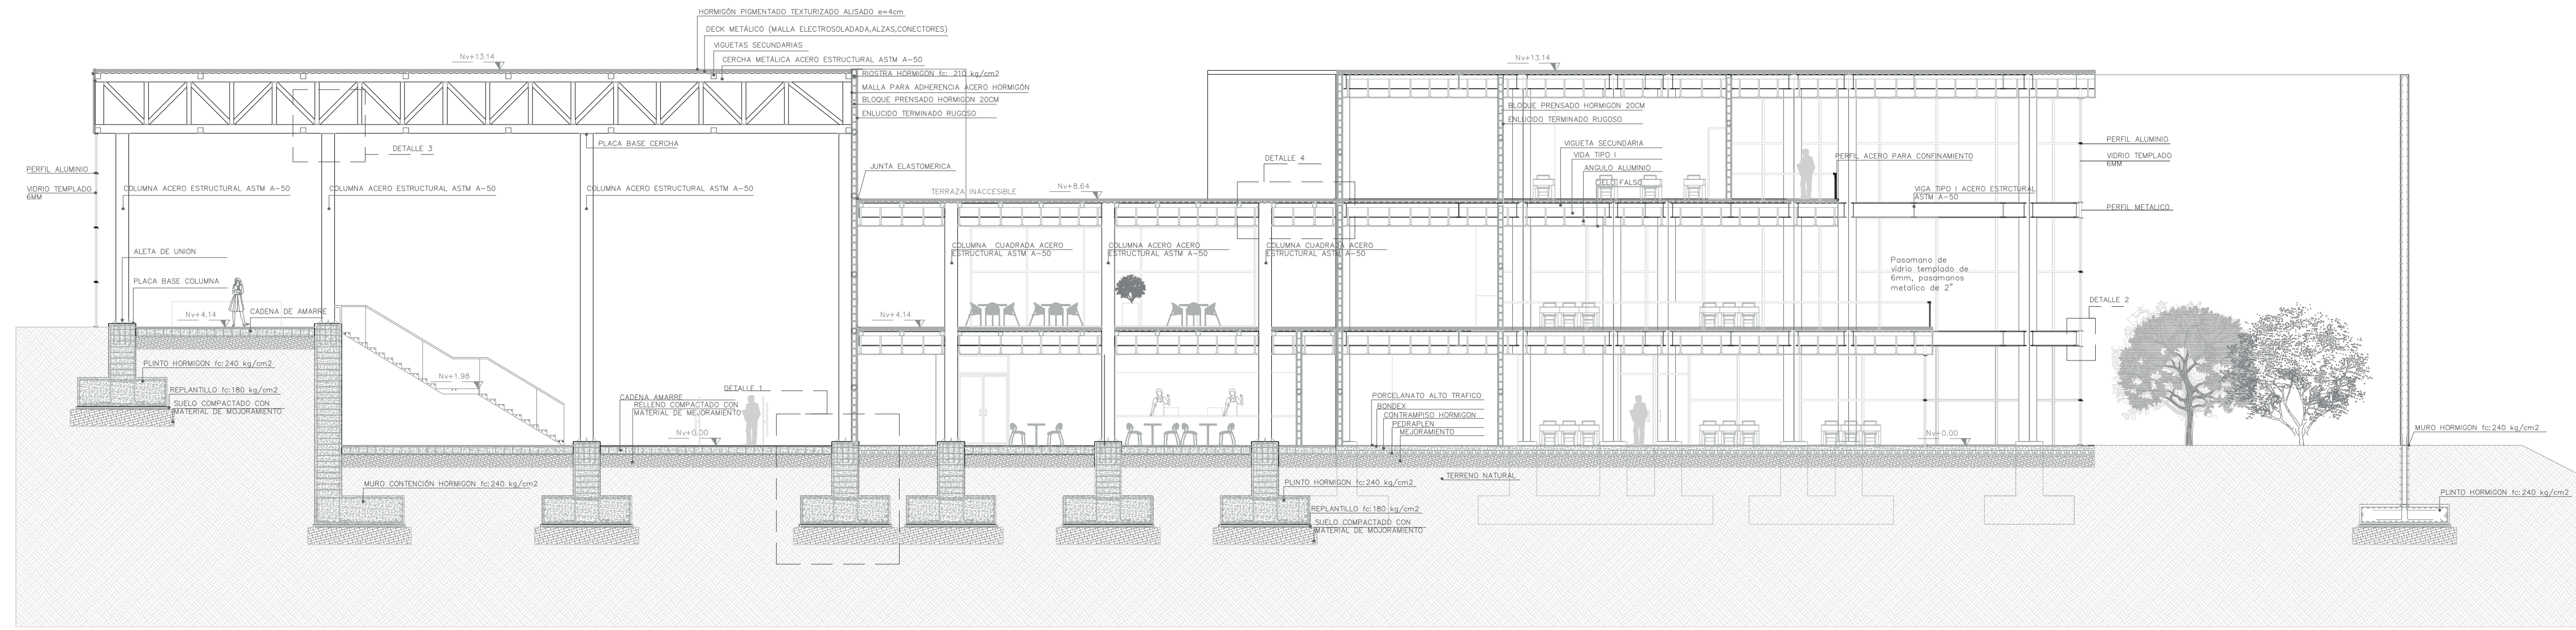 HORMIGÓN PIGMENTADO TEXTURIZADO ALISADO e=4cm
DECK METÁLICO (MALLA ELECTROSOLADADA,ALZAS,CONECTORES)
VIGUETAS SECUNDARIAS
CERCHA METÁLICA ACERO ESTRUCTURAL ASTM A-50
Nv+13.14
RIOSTRA HORMIGON fc: 210 kg/cm2
MALLA PARA ADHERENCIA ACERO HORMIGÓN
BLOQUE PRENSADO HORMIGON 20CM
ENLUCIDO TERMINADO RUGOSO
PLACA BASE CERCHA
DETALLE 3
JUNTA ELASTOMERICA
PERFIL ALUMINIO
VIDRIO TEMPLADO
6MM
COLUMNA ACERO ESTRUCTURAL ASTM A-50
COLUMNA ACERO ESTRUCTURAL ASTM A-50
COLUMNA ACERO ESTRUCTURAL ASTM A-50
ALETA DE UNIÓN
PLACA BASE COLUMNA
CADENA DE AMARRE
Nv+4.14
PLINTO HORMIGON fc:240 kg/cm2
REPLANTILLO fc:180 kg/cm2
SUELO COMPACTADO CON
MATERIAL DE MOJORAMIENTO
Nv+1.98
MURO CONTENCIÓN HORMIGON fc:240 kg/cm2
CADENA AMARRE
RELLENO COMPACTADO CON
MATERIAL DE MEJORAMIENTO
Nv+0.00
DETALLE 1
TERRAZA INACCESIBLE
Nv+8.64
DETALLE 4
COLUMNA CUADRADA ACERO
ESTRUCTURAL ASTM A-50
COLUMNA ACERO ACERO
ESTRUCTURAL ASTM A-50
COLUMNA CUADRADA ACERO
ESTRUCTURAL ASTM A-50
Nv+4.14
Nv+13.14
BLOQUE PRENSADO HORMIGON 20CM
ENLUCIDO TERMINADO RUGOSO
VIGUETA SECUNDARIA
VIDA TIPO I
ANGULO ALUMINIO
CIELO FALSO
PERFIL ACERO PARA CONFINAMIENTO
VIGA TIPO I ACERO ESTRCTURAL
ASTM A-50
PERFIL ALUMINIO
VIDRIO TEMPLADO
6MM
PERFIL METALICO
Pasamano de
vidrio templado de
6mm, pasamanos
metalico de 2"
DETALLE 2
PORCELANATO ALTO TRAFICO
BONDEX
CONTRAMPISO HORMIGON
PEDRAPLEN
MEJORAMIENTO
Nv-0.00
TERRENO NATURAL
PLINTO HORMIGON fc:240 kg/cm2
REPLANTILLO fc:180 kg/cm2
SUELO COMPACTADO CON
MATERIAL DE MOJORAMIENTO
MURO HORMIGON fc:240 kg/cm2
PLINTO HORMIGON fc:240 kg/cm2